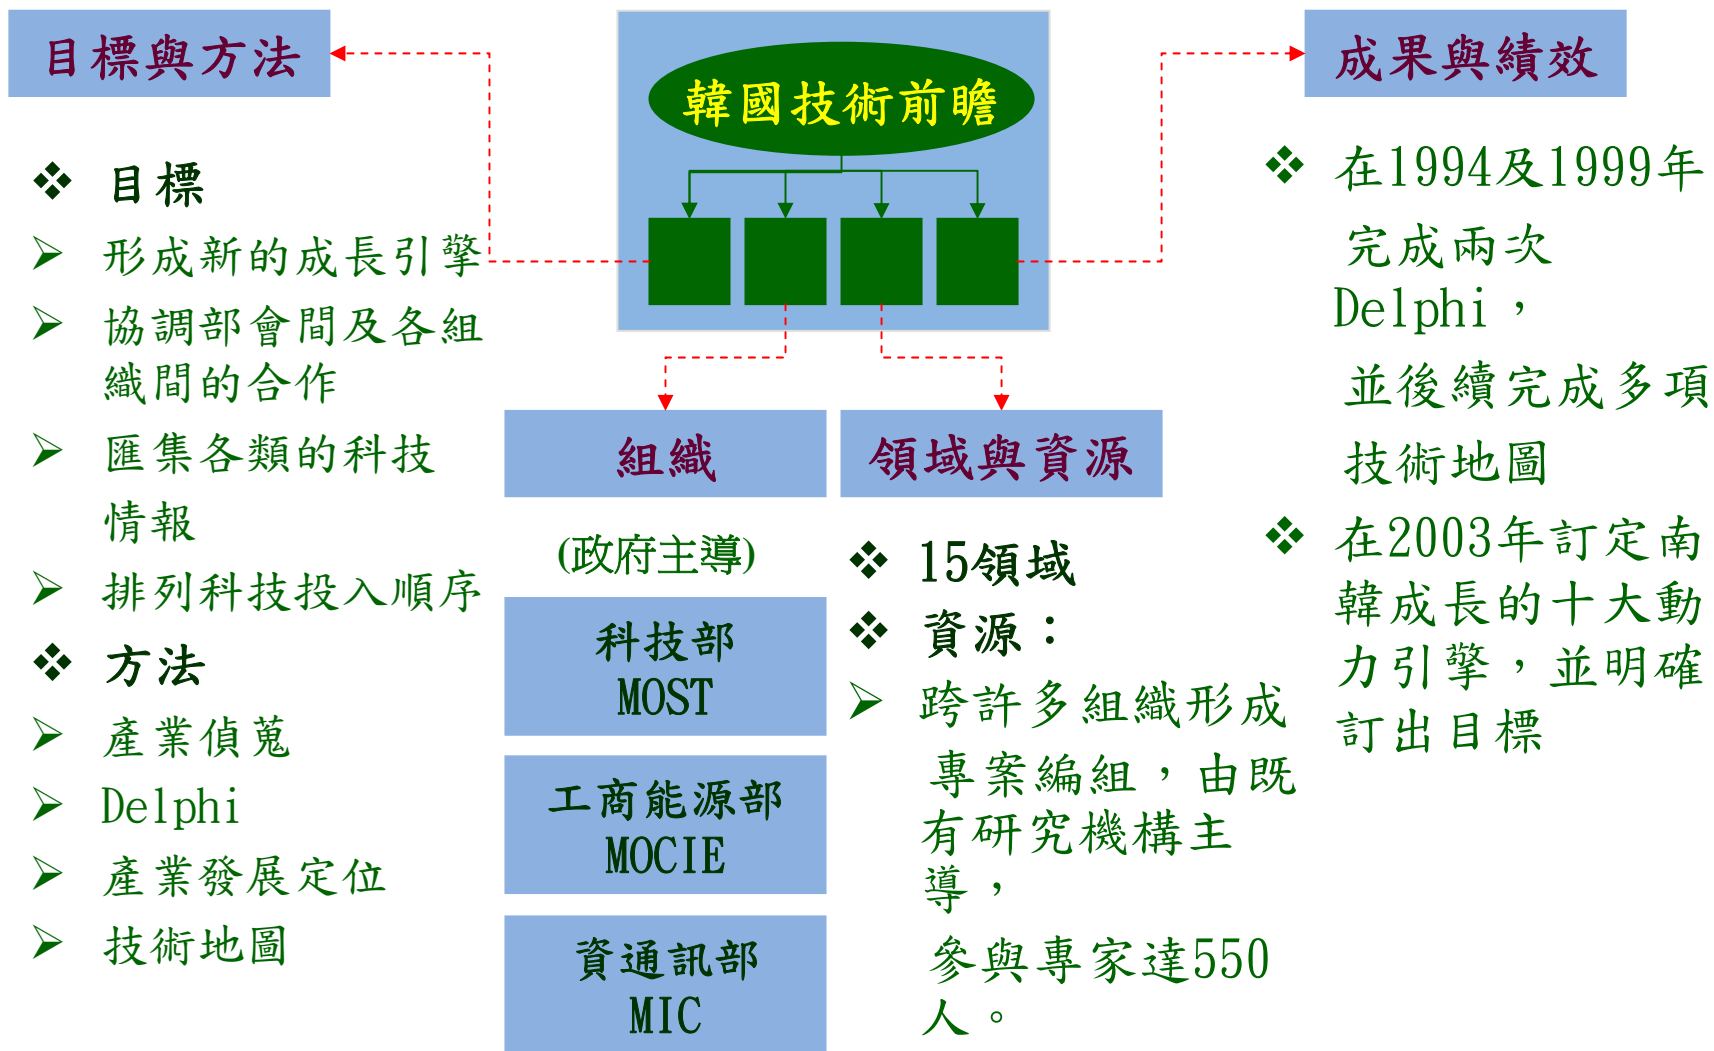 韓國技術前瞻
目標與方法
目標
形成新的成長引擎
協調部會間及各組
織間的合作
匯集各類的科技
情報
排列科技投入順序
方法
產業偵蒐
Delphi
產業發展定位
技術地圖
組織
(政府主導)
科技部
MOST
工商能源部
MOCIE
資通訊部
MIC
領域與資源
15領域
資源：
跨許多組織形成
專案編組，由既
有研究機構主
導，
參與專家達550
人。
成果與績效
在1994及1999年
完成兩次
Delphi，
並後續完成多項
技術地圖
在2003年訂定南
韓成長的十大動
力引擎，並明確
訂出目標